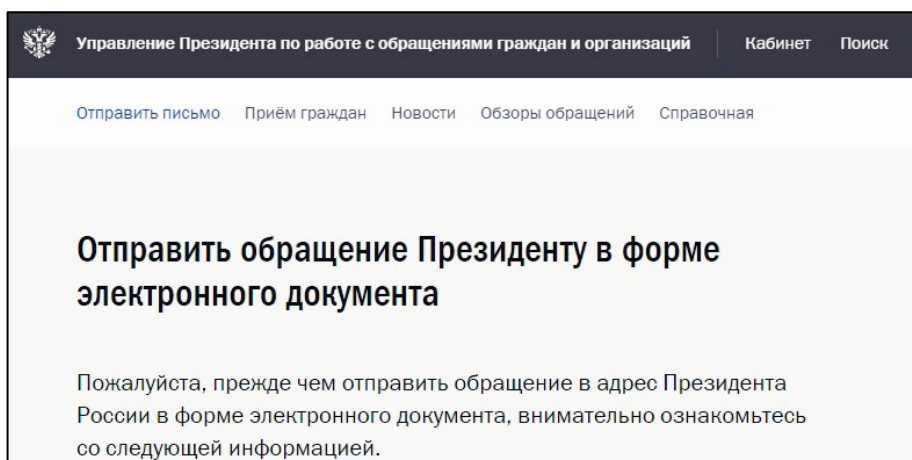 Управление Президента по работе с обращениями граждан и организаций Кабинет Поиск
Отправить письмо Приём граждан Новости Обзоры обращений Справочная
Отправить обращение Президенту в форме
электронного документа
Пожалуйста, прежде чем отправить обращение в адрес Президента
России в форме электронного документа, внимательно ознакомьтесь
со следующей информацией.